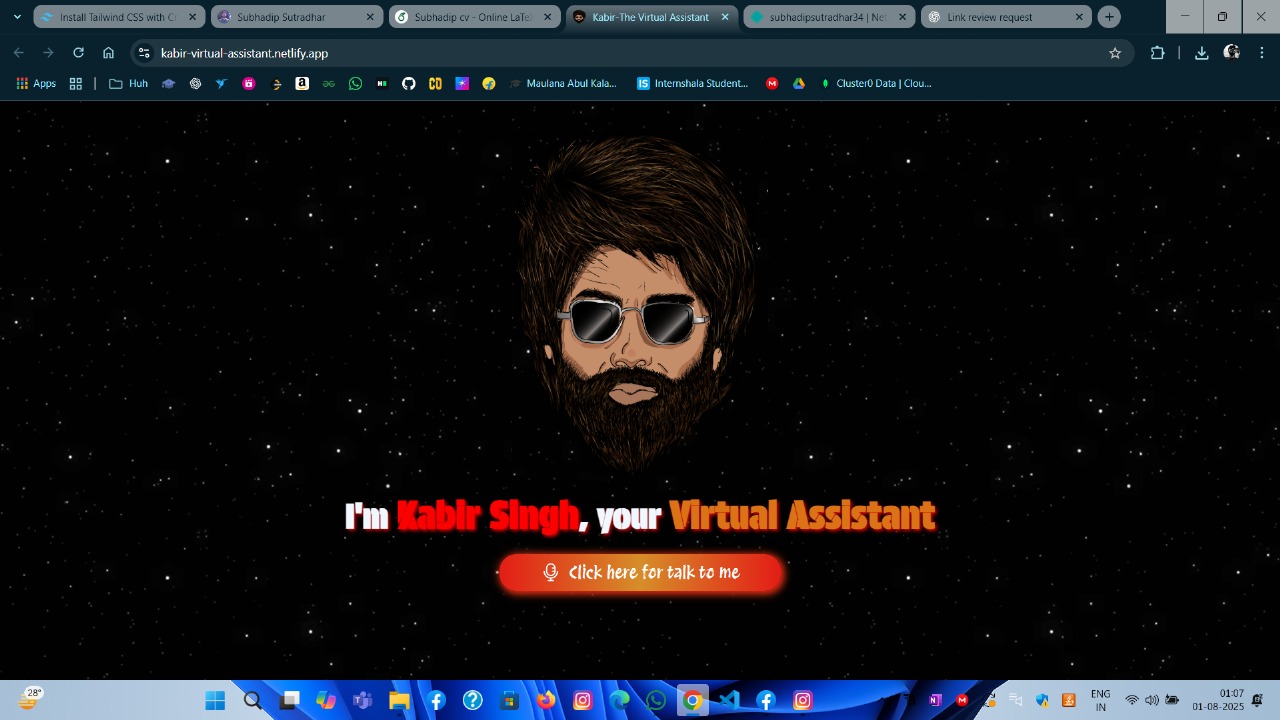 Install Tailwind CSS with C
Subhadip Sutradhar
Subhadip cv - Online LaTe
Kabir-The Virtual Assistant
subhadipsutradhar34 | Net
Link review request
kabir-virtual-assistant.netlify.app
Apps
Huh
Maulana Abul Kala...
Internshala Student...
Cluster0 Data | Clou...
I'm Kabir Singh, your Virtual Assistant
Click here for talk to me
28°
ENG
IN
01:07
01-08-2025